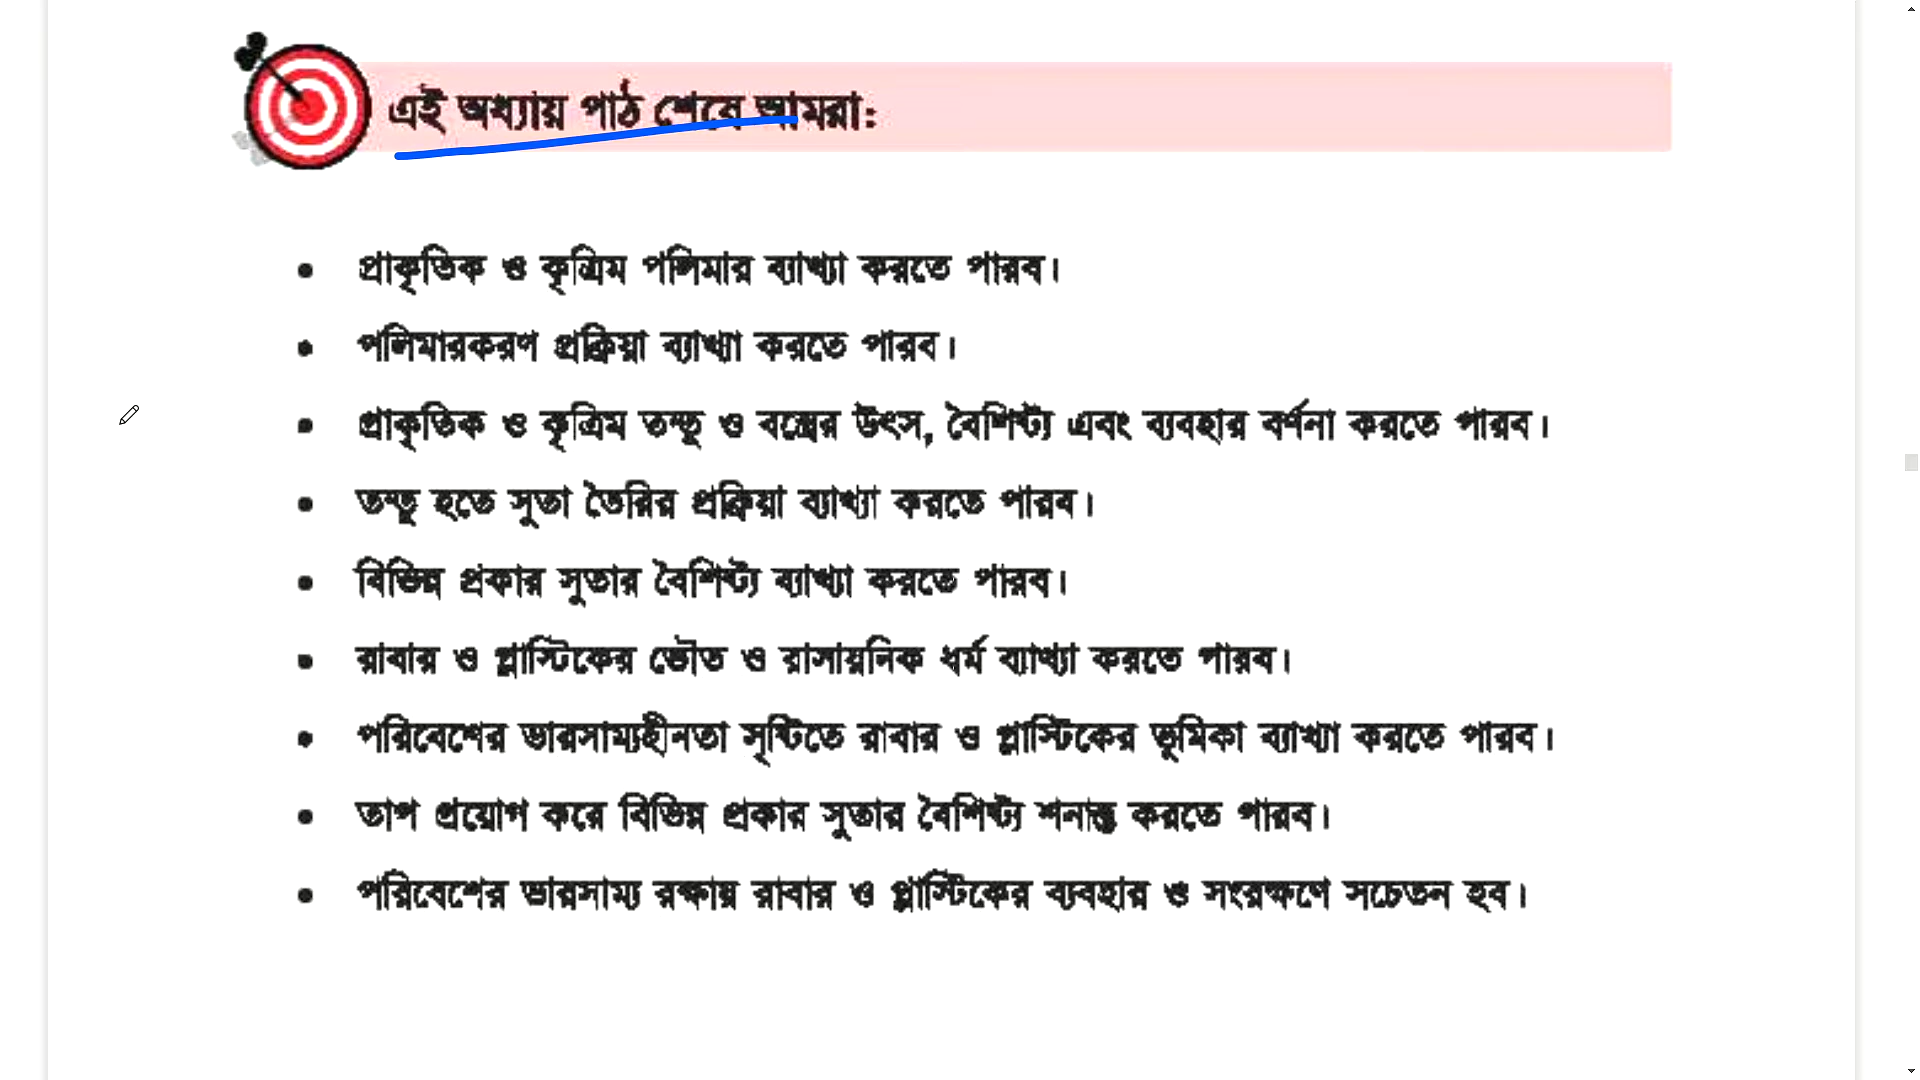 এই অধ্যায় পাঠ শেষে আমরা:
• প্রাকৃতিক ও কৃত্রিম পলিমার ব্যাখ্যা করতে পারব।
• পলিমারকরণ প্রক্রিয়া ব্যাখ্যা করতে পারব।
• প্রাকৃতিক ও কৃত্রিম তন্তু ও বস্ত্রের উৎস, বৈশিষ্ট্য এবং ব্যবহার বর্ণনা করতে পারব।
• তন্তু হতে সুতা তৈরির প্রক্রিয়া ব্যাখ্যা করতে পারব।
• বিভিন্ন প্রকার সুতার বৈশিষ্ট্য ব্যাখ্যা করতে পারব।
• রাবার ও প্লাস্টিকের ভৌত ও রাসায়নিক ধর্ম ব্যাখ্যা করতে পারব।
• পরিবেশের ভারসাম্যহীনতা সৃষ্টিতে রাবার ও প্লাস্টিকের ভূমিকা ব্যাখ্যা করতে পারব।
• তাপ প্রয়োগ করে বিভিন্ন প্রকার সুতার বৈশিষ্ট্য শনাক্ত করতে পারব।
• পরিবেশের ভারসাম্য রক্ষায় রাবার ও প্লাস্টিকের ব্যবহার ও সংরক্ষণে সচেতন হব।